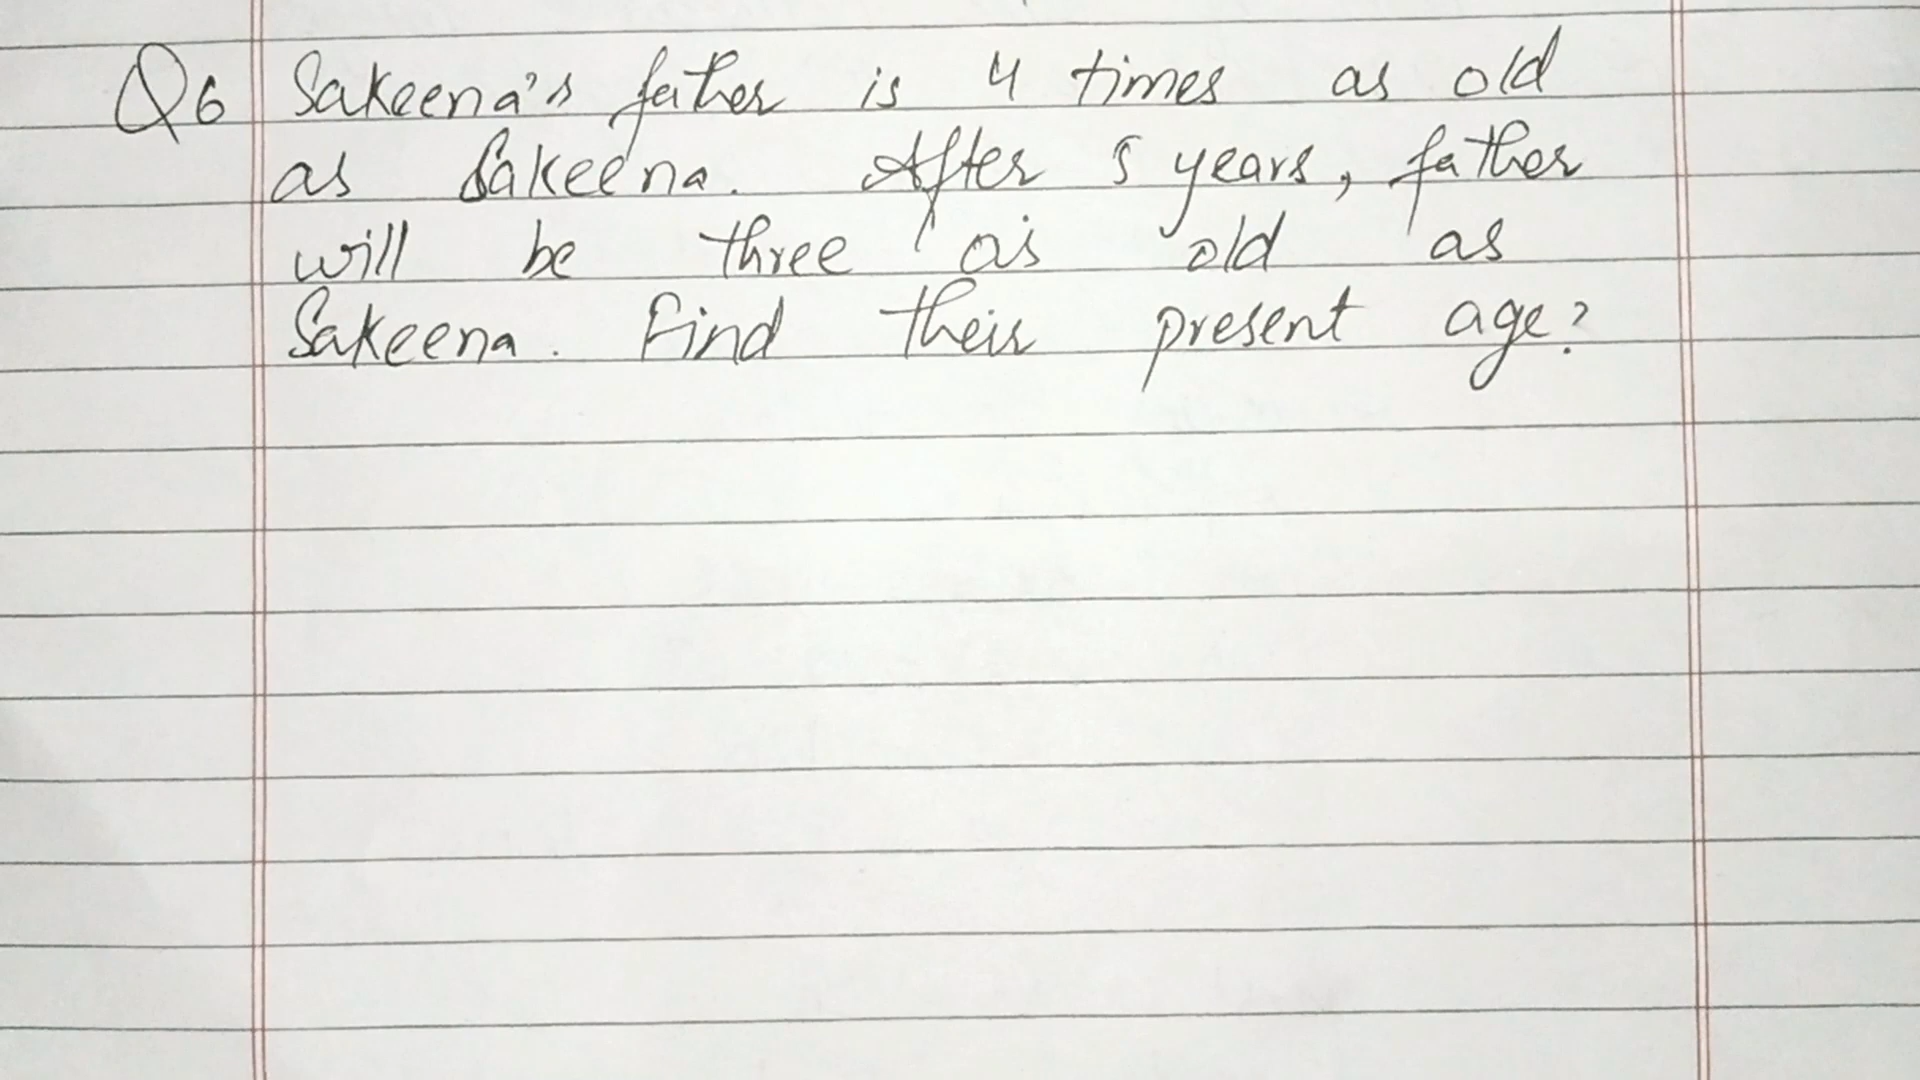 Q6 Sakeena's father is 4 times as old
as Sakeena. After 5 years, father
will be three as old as
Sakeena. Find their present age?